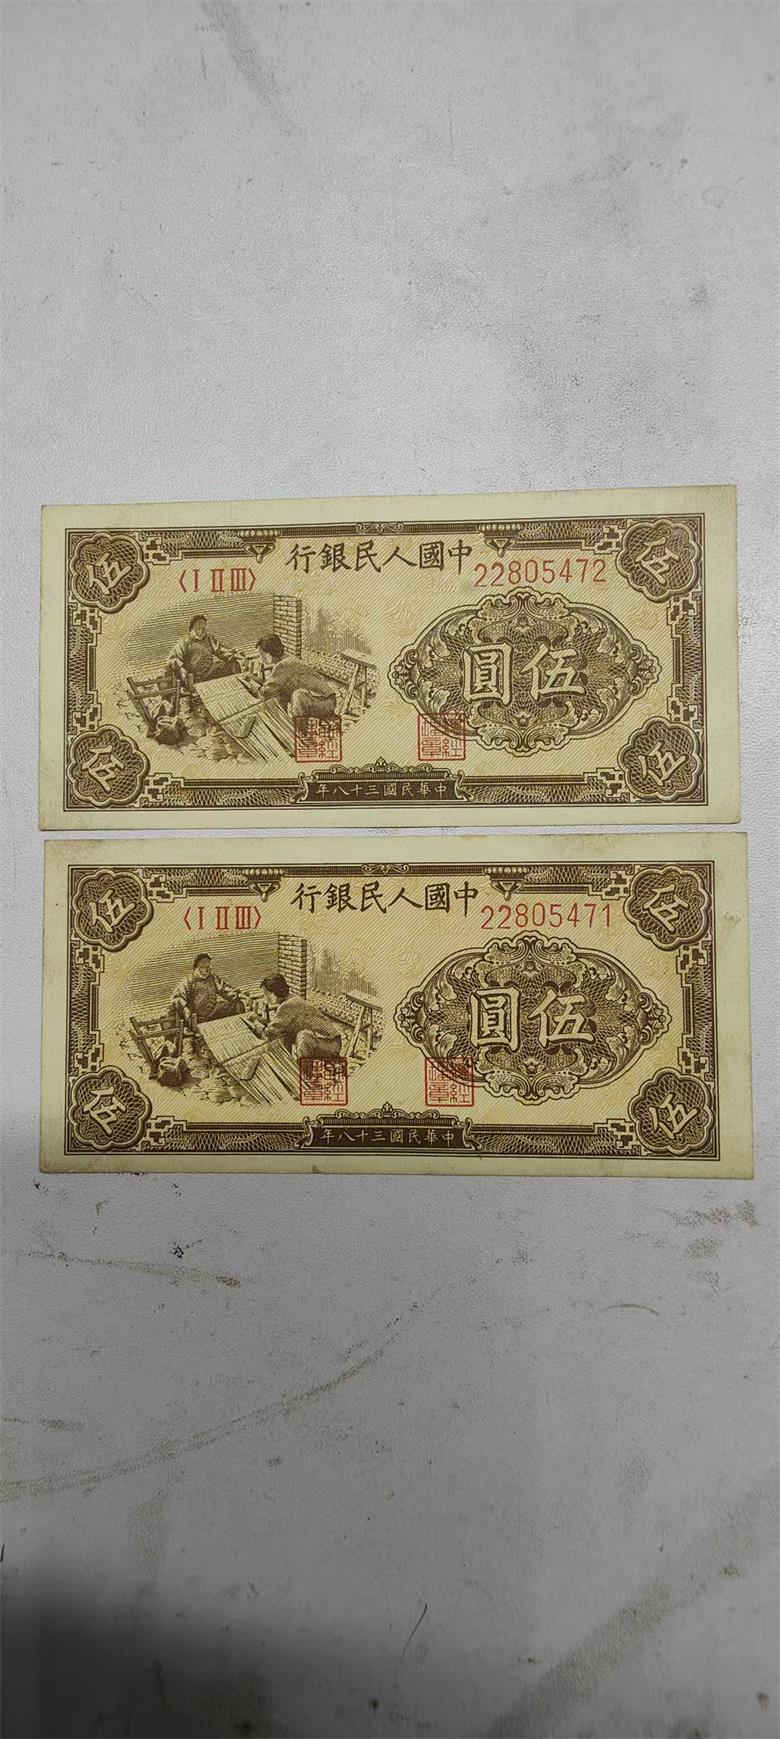 中國人民銀行
〈I II III〉
22805472
伍
伍
伍圓
伍
伍
中華民國三十八年
中國人民銀行
〈I II III〉
22805471
伍
伍
伍圓
伍
伍
中華民國三十八年